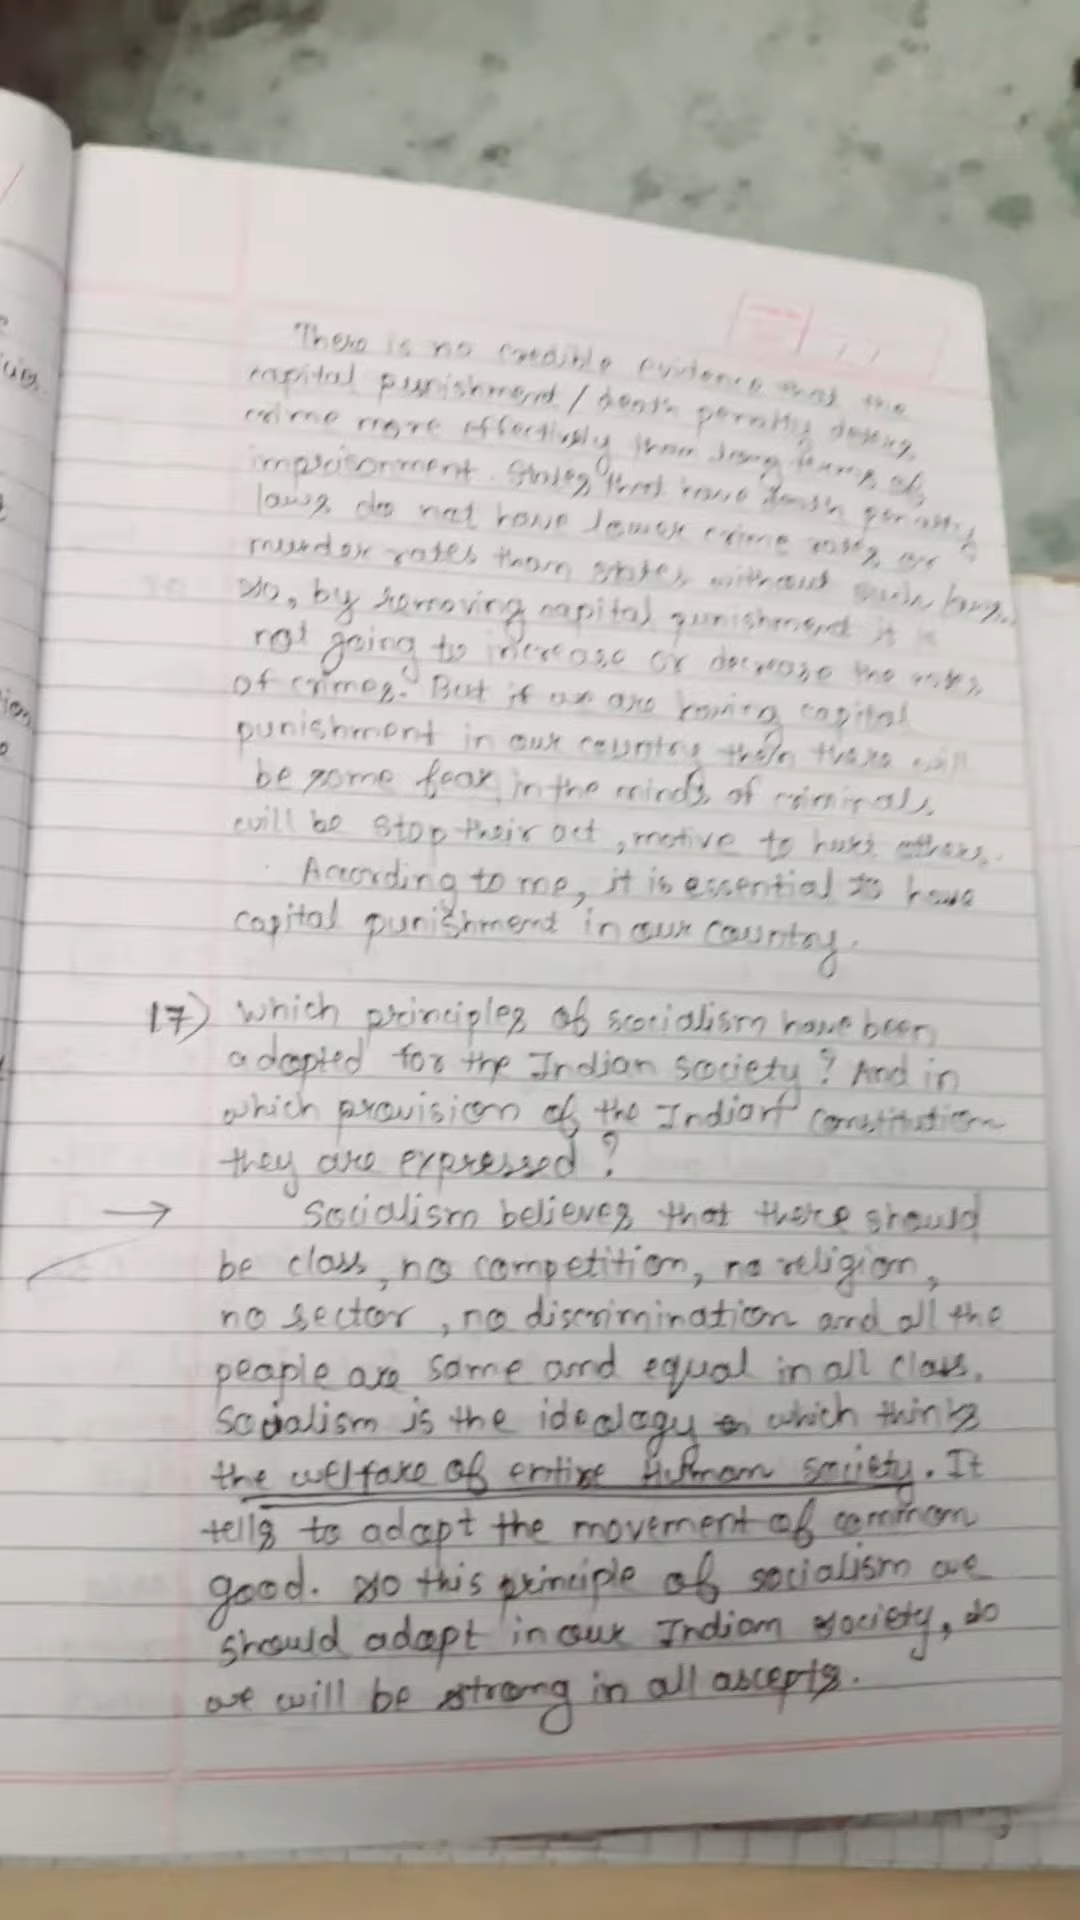 There is no credible evidence that the
capital punishment / death penalty deters
crime more effectively than long terms of
imprisonment. States that have death penalty
laws do not have lower crime rates or
murder rates than states without such laws.
so, by removing capital punishment it is
not going to increase or decrease the rates
of crimes. But if we are having capital
punishment in our country then there will
be some fear in the minds of criminals
will be stop their act, motive to hurt others.
According to me, it is essential to have
capital punishment in our country.
17) which principles of socialism have been
adopted for the Indian society? And in
which provision of the Indian Constitution
they are expressed?
→ Socialism believes that there should
be class, no competition, no religion,
no sector, no discrimination and all the
people are same and equal in all class.
Socialism is the ideology which thinks
the welfare of entire Human society. It
tells to adapt the movement of common
good. so this principle of socialism we
should adapt in our Indian society, so
we will be strong in all ascepts.